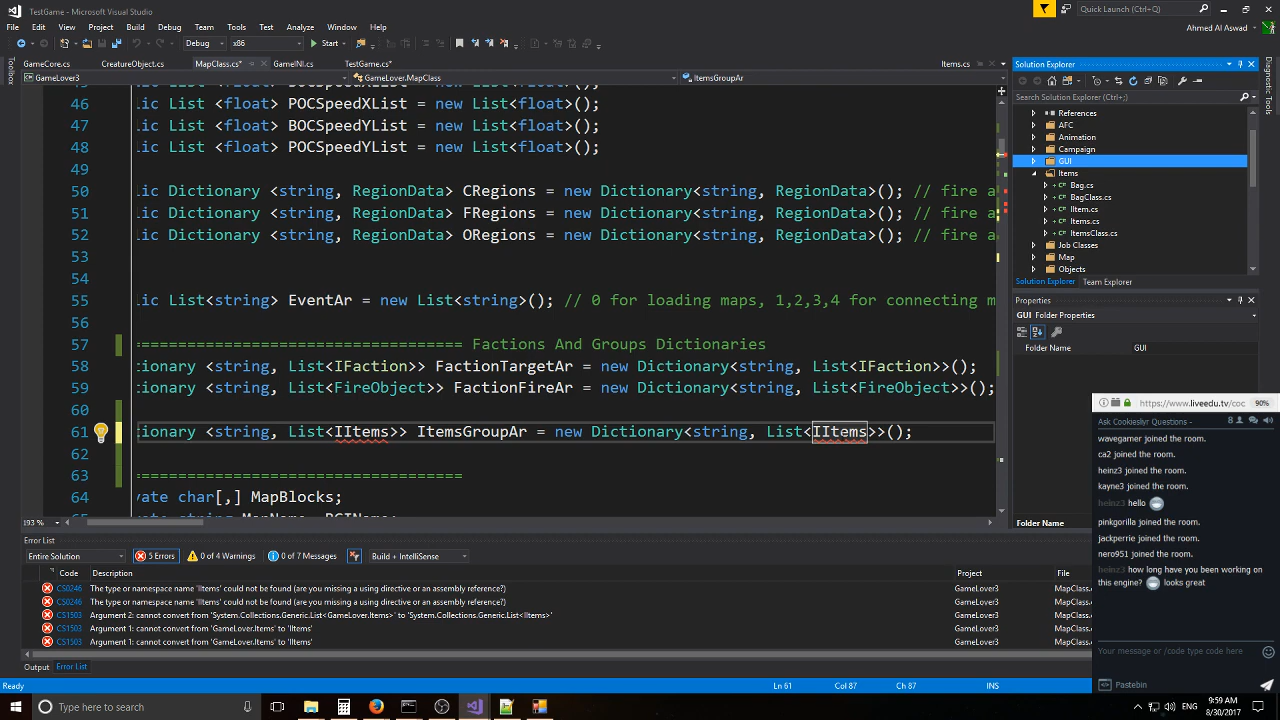 TestGame - Microsoft Visual Studio
Quick Launch (Ctrl+Q)
File Edit View Project Build Debug Team Tools Test Analyze Window Help
Ahmed Al Aswad
Debug x86 Start
Toolbox
GameCore.cs CreatureObject.cs MapClass.cs* GameINI.cs TestGame.cs* Items.cs
GameLover3 GameLover.MapClass ItemsGroupAr
46 lic List <float> POCSpeedXList = new List<float>();
47 lic List <float> BOCSpeedYList = new List<float>();
48 lic List <float> POCSpeedYList = new List<float>();
49
50 lic Dictionary <string, RegionData> CRegions = new Dictionary<string, RegionData>(); // fire a
51 lic Dictionary <string, RegionData> FRegions = new Dictionary<string, RegionData>(); // fire a
52 lic Dictionary <string, RegionData> ORegions = new Dictionary<string, RegionData>(); // fire a
53
54
55 lic List<string> EventAr = new List<string>(); // 0 for loading maps, 1,2,3,4 for connecting m
56
57 ================================== Factions And Groups Dictionaries
58 tionary <string, List<IFaction>> FactionTargetAr = new Dictionary<string, List<IFaction>>();
59 tionary <string, List<FireObject>> FactionFireAr = new Dictionary<string, List<FireObject>>();
60
61 tionary <string, List<IItems>> ItemsGroupAr = new Dictionary<string, List<IItems>>();
62
63 ==================================
64 vate char[,] MapBlocks;
193 %
Solution Explorer
Search Solution Explorer (Ctrl+;)
References
AFC
Animation
Campaign
GUI
Items
Bag.cs
BagClass.cs
IItem.cs
Items.cs
ItemsClass.cs
Job Classes
Map
Objects
Solution Explorer Team Explorer
Diagnostic Tools
Properties
GUI Folder Properties
Folder Name GUI
Folder Name
Error List
Entire Solution 5 Errors 0 of 4 Warnings 0 of 7 Messages Build + IntelliSense
Code Description Project File
CS0246 The type or namespace name 'IItems' could not be found (are you missing a using directive or an assembly reference?) GameLover3 MapClass.
CS0246 The type or namespace name 'IItems' could not be found (are you missing a using directive or an assembly reference?) GameLover3 MapClass.
CS1503 Argument 2: cannot convert from 'System.Collections.Generic.List<GameLover.Items>' to 'System.Collections.Generic.List<IItems>' GameLover3 MapClass.
CS1503 Argument 1: cannot convert from 'GameLover.Items' to 'IItems' GameLover3 MapClass.
CS1503 Argument 1: cannot convert from 'GameLover.Items' to 'IItems' GameLover3 MapClass.
Output Error List
Ready Ln 61 Col 87 Ch 87 INS
https://www.liveedu.tv/coc 90%
Ask Cookieslyr Questions - 8
wavegamer joined the room.
ca2 joined the room.
heinz3 joined the room.
kayne3 joined the room.
heinz3 hello
pinkgorilla joined the room.
jackperrie joined the room.
nero951 joined the room.
heinz3 how long have you been working on
this engine? looks great
Your message or /code type code here
Pastebin
Type here to search
ENG
9:59 AM
8/30/2017